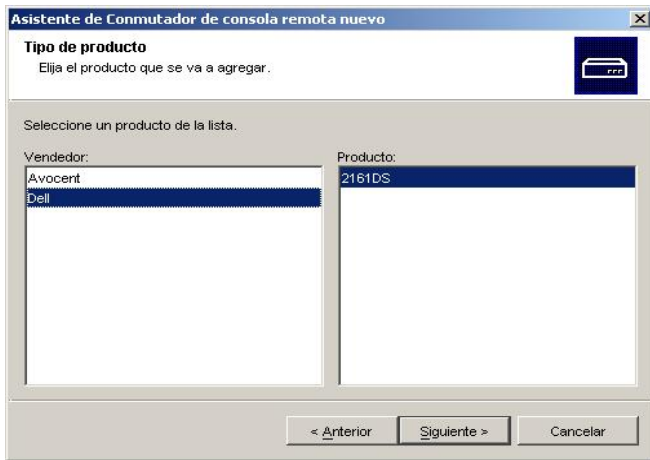 Asistente de Conmutador de consola remota nuevo
Tipo de producto
Elija el producto que se va a agregar.
Seleccione un producto de la lista.
Vendedor:
Avocent
Dell
Producto:
2161DS
< Anterior
Siguiente >
Cancelar